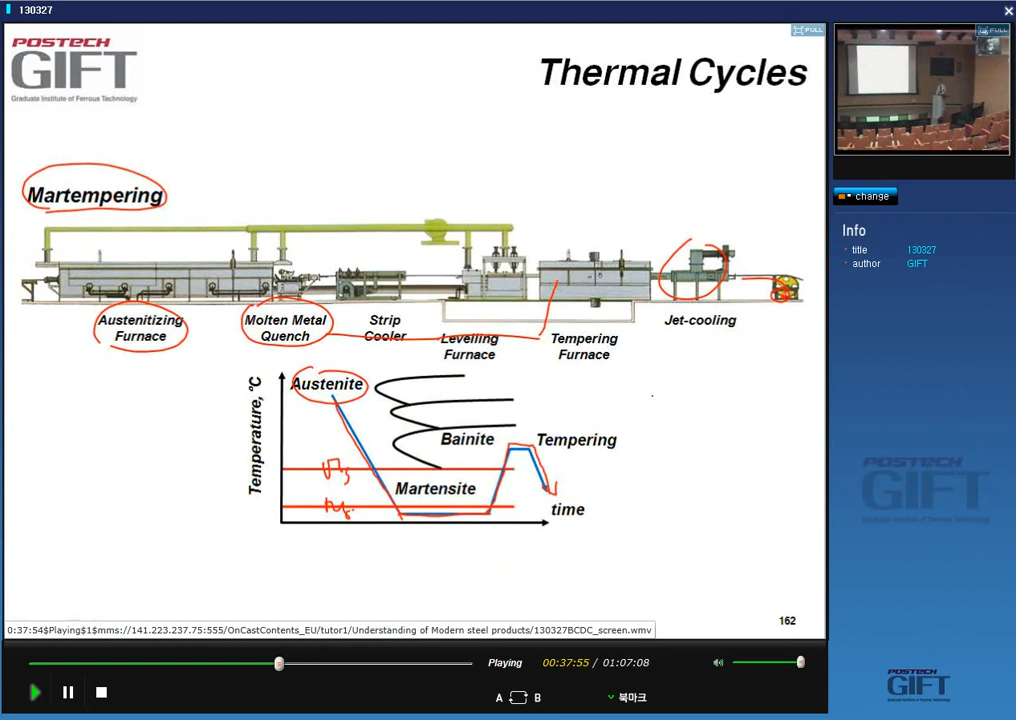 130327
FULL
POSTECH
GIFT
Graduate Institute of Ferrous Technology
Thermal Cycles
Martempering
Austenitizing
Furnace
Molten Metal
Quench
Strip
Cooler
Levelling
Furnace
Tempering
Furnace
Jet-cooling
Temperature, °C
Austenite
Bainite
Tempering
Ms
Martensite
Mf
time
162
0:37:54$Playing$1$mms://141.223.237.75:555/OnCastContents_EU/tutor1/Understanding of Modern steel products/130327BCDC_screen.wmv
FULL
change
Info
title 130327
author GIFT
POSTECH
GIFT
Playing 00:37:55 / 01:07:08
A B 북마크
POSTECH
GIFT